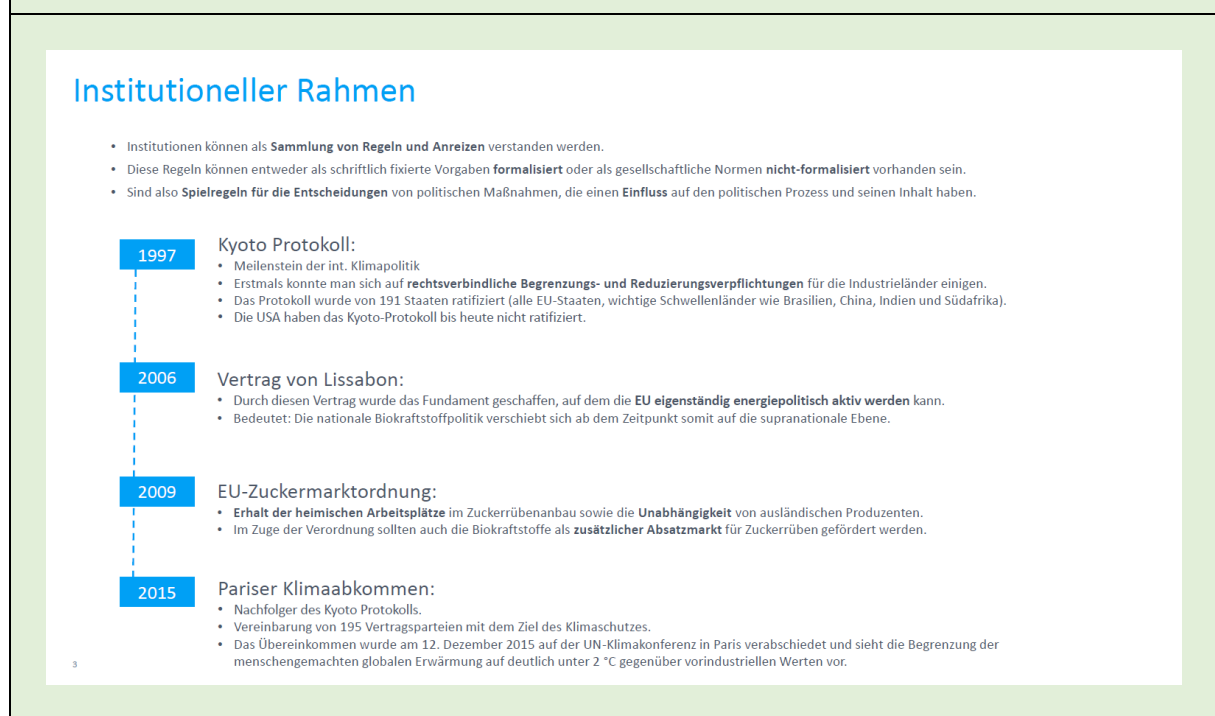 Institutioneller Rahmen
• Institutionen können als Sammlung von Regeln und Anreizen verstanden werden.
• Diese Regeln können entweder als schriftlich fixierte Vorgaben formalisiert oder als gesellschaftliche Normen nicht-formalisiert vorhanden sein.
• Sind also Spielregeln für die Entscheidungen von politischen Maßnahmen, die einen Einfluss auf den politischen Prozess und seinen Inhalt haben.
1997
Kyoto Protokoll:
• Meilenstein der int. Klimapolitik
• Erstmals konnte man sich auf rechtsverbindliche Begrenzungs- und Reduzierungsverpflichtungen für die Industrieländer einigen.
• Das Protokoll wurde von 191 Staaten ratifiziert (alle EU-Staaten, wichtige Schwellenländer wie Brasilien, China, Indien und Südafrika).
• Die USA haben das Kyoto-Protokoll bis heute nicht ratifiziert.
2006
Vertrag von Lissabon:
• Durch diesen Vertrag wurde das Fundament geschaffen, auf dem die EU eigenständig energiepolitisch aktiv werden kann.
• Bedeutet: Die nationale Biokraftstoffpolitik verschiebt sich ab dem Zeitpunkt somit auf die supranationale Ebene.
2009
EU-Zuckermarktordnung:
• Erhalt der heimischen Arbeitsplätze im Zuckerrübenanbau sowie die Unabhängigkeit von ausländischen Produzenten.
• Im Zuge der Verordnung sollten auch die Biokraftstoffe als zusätzlicher Absatzmarkt für Zuckerrüben gefördert werden.
2015
Pariser Klimaabkommen:
• Nachfolger des Kyoto Protokolls.
• Vereinbarung von 195 Vertragsparteien mit dem Ziel des Klimaschutzes.
• Das Übereinkommen wurde am 12. Dezember 2015 auf der UN-Klimakonferenz in Paris verabschiedet und sieht die Begrenzung der
menschengemachten globalen Erwärmung auf deutlich unter 2 °C gegenüber vorindustriellen Werten vor.
3